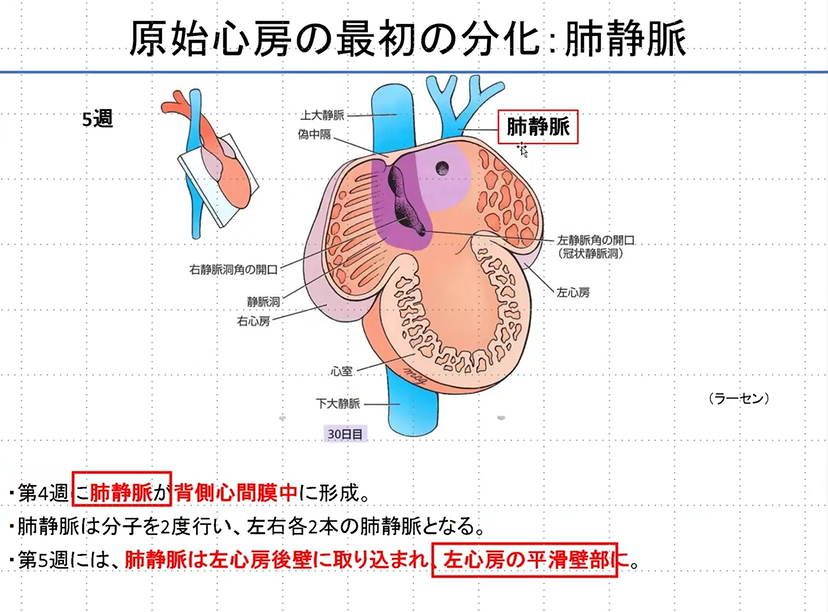 原始心房の最初の分化：肺静脈
5週
上大静脈
偽中隔
肺静脈
左静脈角の開口
（冠状静脈洞）
右静脈洞角の開口
左心房
静脈洞
右心房
心室
（ラーセン）
下大静脈
30日目
・第4週に肺静脈が背側心間膜中に形成。
・肺静脈は分子を2度行い、左右各2本の肺静脈となる。
・第5週には、肺静脈は左心房後壁に取り込まれ、左心房の平滑壁部に。